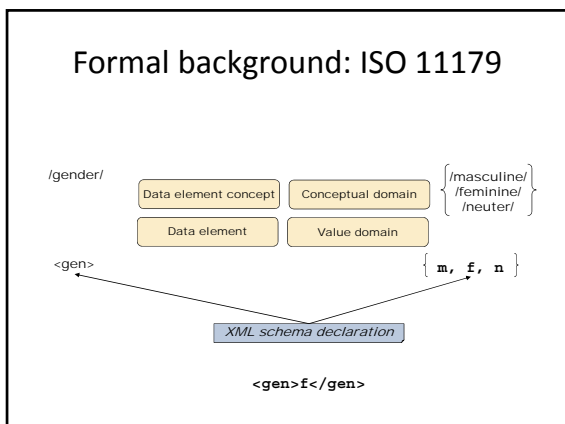 Formal background: ISO 11179
/gender/
Data element concept
Conceptual domain
/masculine/
/feminine/
/neuter/
Data element
Value domain
<gen>
{ m, f, n }
XML schema declaration
<gen>f</gen>